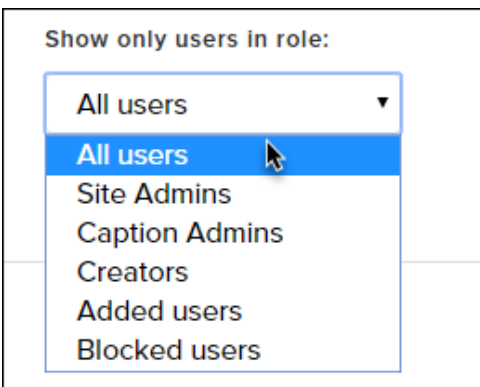 Show only users in role:
All users
All users
Site Admins
Caption Admins
Creators
Added users
Blocked users